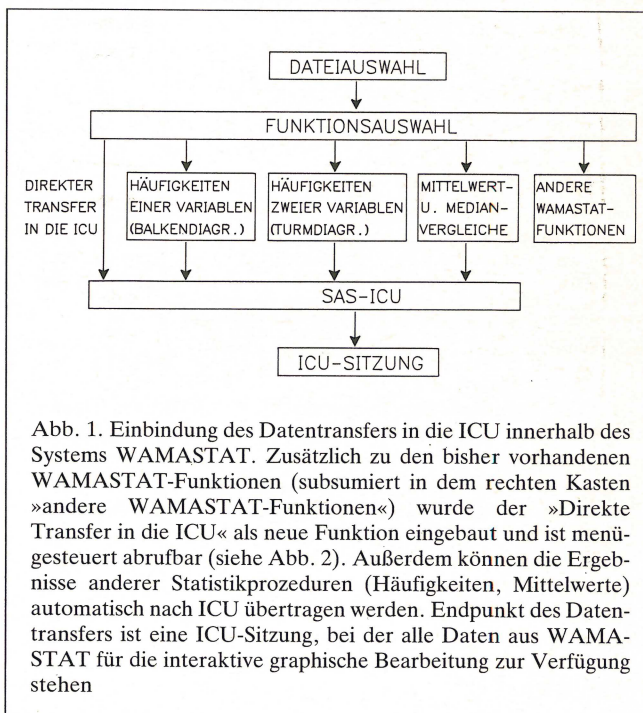 DATEIAUSWAHL
FUNKTIONSAUSWAHL
DIREKTER
TRANSFER
IN DIE ICU
HÄUFIGKEITEN
EINER VARIABLEN
(BALKENDIAGR.)
HÄUFIGKEITEN
ZWEIER VARIABLEN
(TURMDIAGR.)
MITTELWERT-
U. MEDIAN-
VERGLEICHE
ANDERE
WAMASTAT-
FUNKTIONEN
SAS-ICU
ICU-SITZUNG
Abb. 1. Einbindung des Datentransfers in die ICU innerhalb des
Systems WAMASTAT. Zusätzlich zu den bisher vorhandenen
WAMASTAT-Funktionen (subsumiert in dem rechten Kasten
»andere WAMASTAT-Funktionen«) wurde der »Direkte
Transfer in die ICU« als neue Funktion eingebaut und ist menü-
gesteuert abrufbar (siehe Abb. 2). Außerdem können die Ergeb-
nisse anderer Statistikprozeduren (Häufigkeiten, Mittelwerte)
automatisch nach ICU übertragen werden. Endpunkt des Daten-
transfers ist eine ICU-Sitzung, bei der alle Daten aus WAMA-
STAT für die interaktive graphische Bearbeitung zur Verfügung
stehen